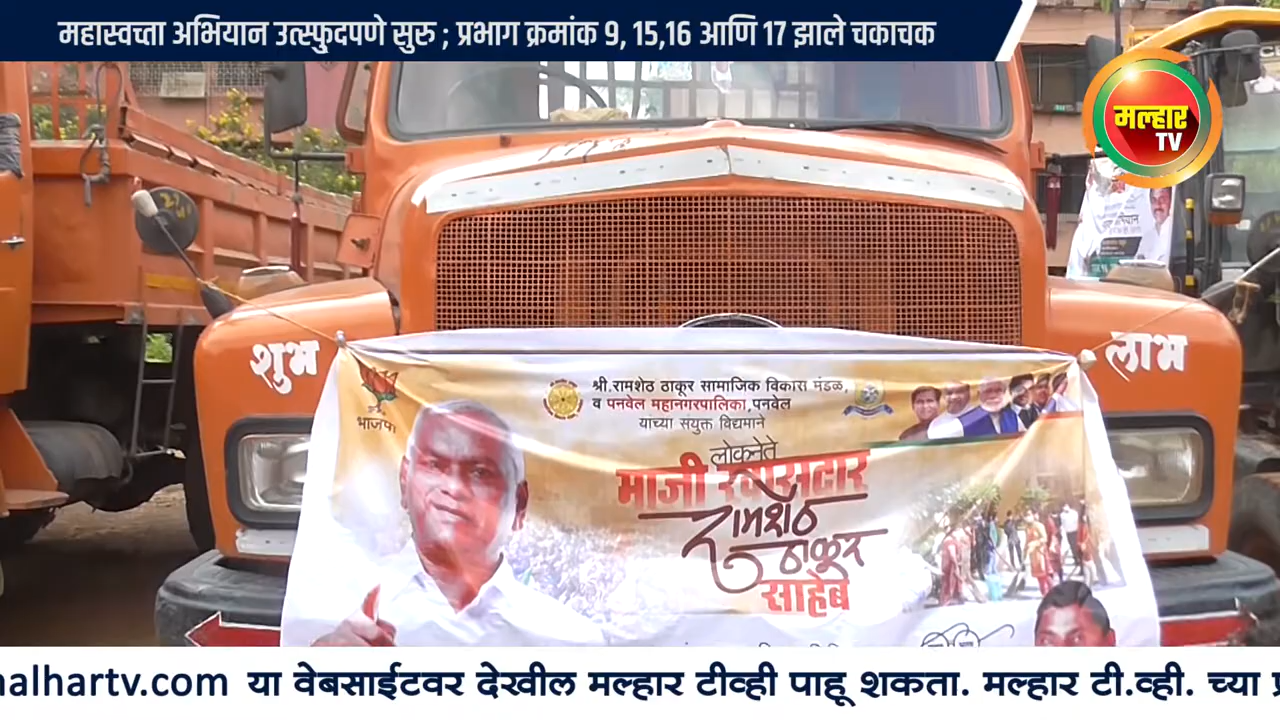 महास्वच्ता अभियान उत्स्फुदपणे सुरु ; प्रभाग क्रमांक 9, 15,16 आणि 17 झाले चकाचक
मल्हार
TV
शुभ
लाभ
भाजपा
श्री.रामशेठ ठाकूर सामाजिक विकास मंडळ,
व पनवेल महानगरपालिका,पनवेल
यांच्या संयुक्त विद्यमाने
लोकनेते
माजी खासदार
रामशेठ
ठाकूर
साहेब
alhartv.com या वेबसाईटवर देखील मल्हार टीव्ही पाहू शकता. मल्हार टी.व्ही. च्या